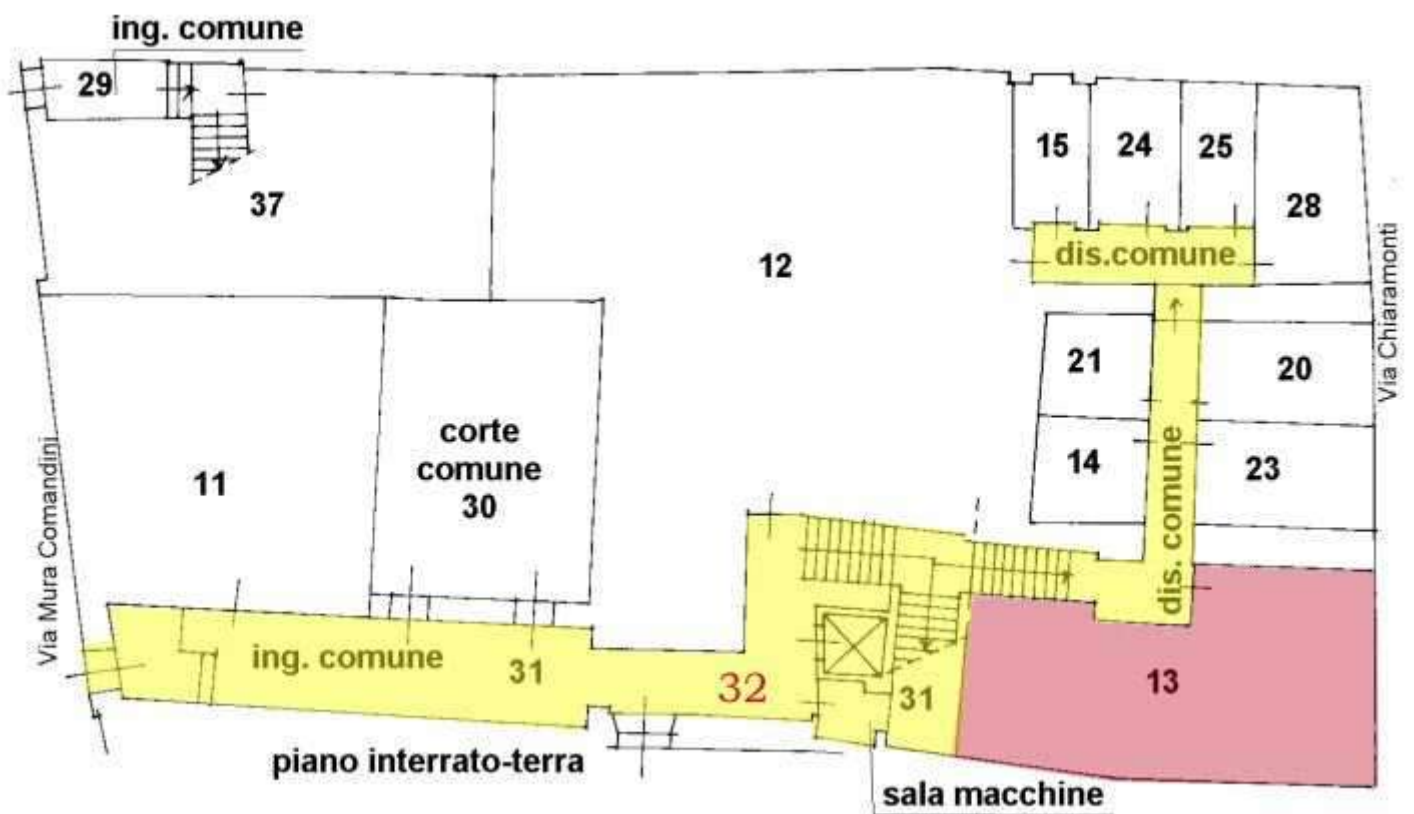 ing. comune
29
37
12
15
24
25
28
dis.comune
Via Chiaramonti
21
20
14
23
dis. comune
11
corte
comune
30
Via Mura Comandini
ing. comune
31
32
31
13
piano interrato-terra
sala macchine